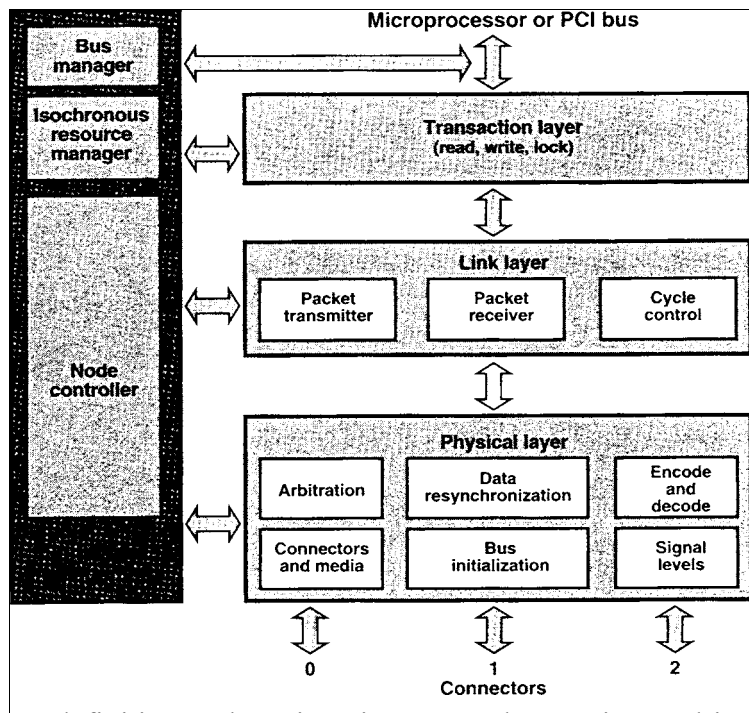 Microprocessor or PCI bus
Bus
manager
Isochronous
resource
manager
Node
controller
Transaction layer
(read, write, lock)
Link layer
Packet
transmitter
Packet
receiver
Cycle
control
Physical layer
Arbitration
Data
resynchronization
Encode
and
decode
Connectors
and media
Bus
initialization
Signal
levels
0
1
2
Connectors